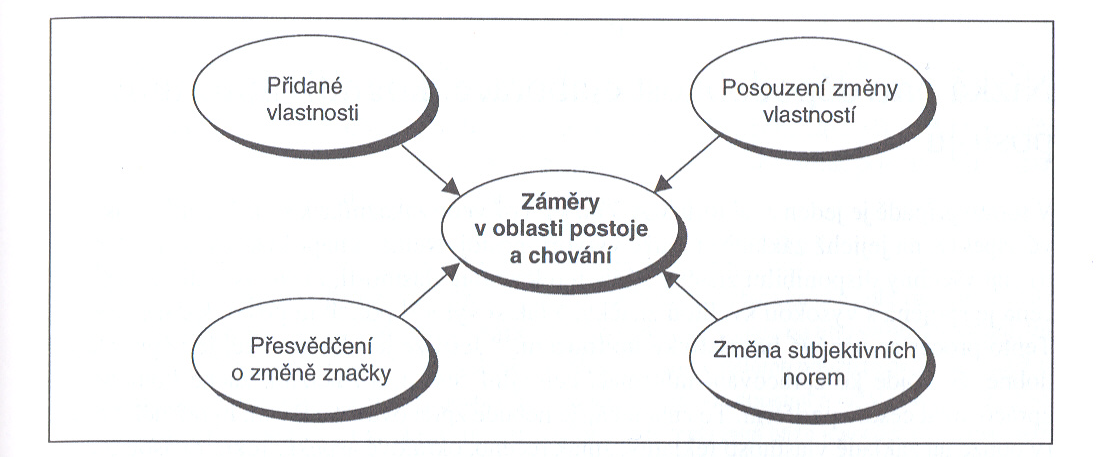 Přidané
vlastnosti
Posouzení změny
vlastností
Záměry
v oblasti postoje
a chování
Přesvědčení
o změně značky
Změna subjektivních
norem